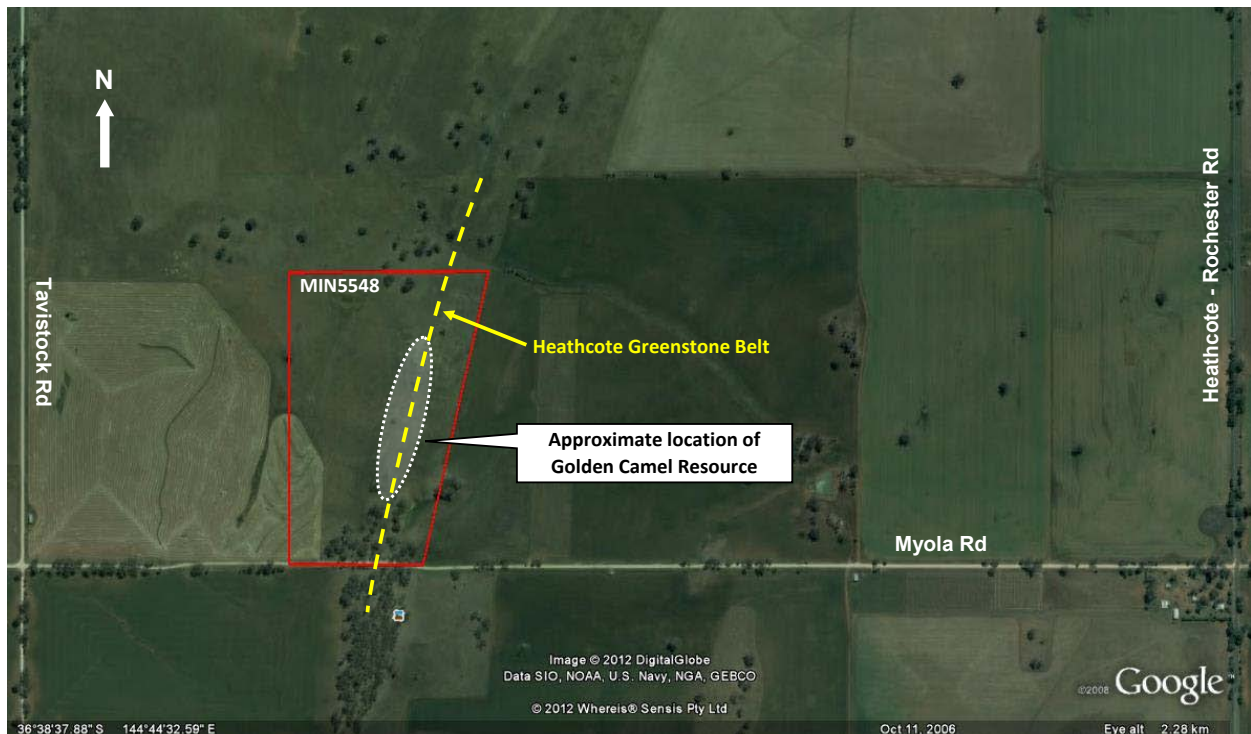 N
MIN5548
Tavistock Rd
Heathcote Greenstone Belt
Heathcote - Rochester Rd
Approximate location of
Golden Camel Resource
Myola Rd
Image © 2012 DigitalGlobe
Data SIO, NOAA, U.S. Navy, NGA, GEBCO
© 2012 Whereis® Sensis Pty Ltd
©2008 Google
36°38'37.88" S 144°44'32.59" E
Oct 11, 2006
Eye alt 2.28 km